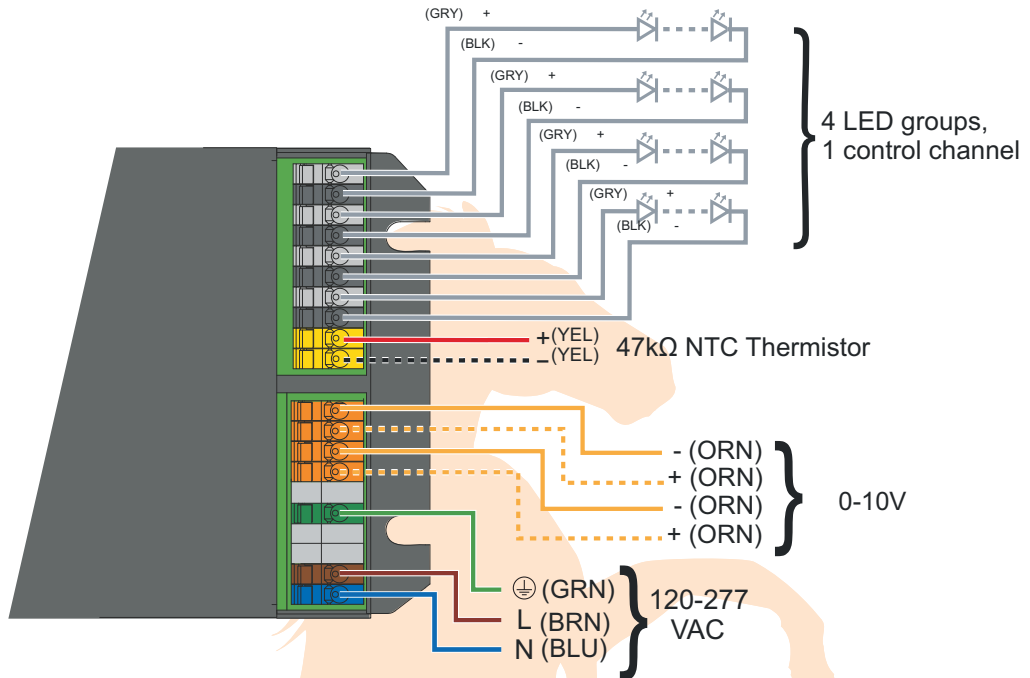 (GRY) +
(BLK) -
(GRY) +
(BLK) -
(GRY) +
(BLK) -
(GRY) +
(BLK) -
4 LED groups,
1 control channel
+(YEL)
–(YEL)
47kΩ NTC Thermistor
- (ORN)
+ (ORN)
- (ORN)
+ (ORN)
0-10V
(GRN)
L (BRN)
N (BLU)
120-277
VAC